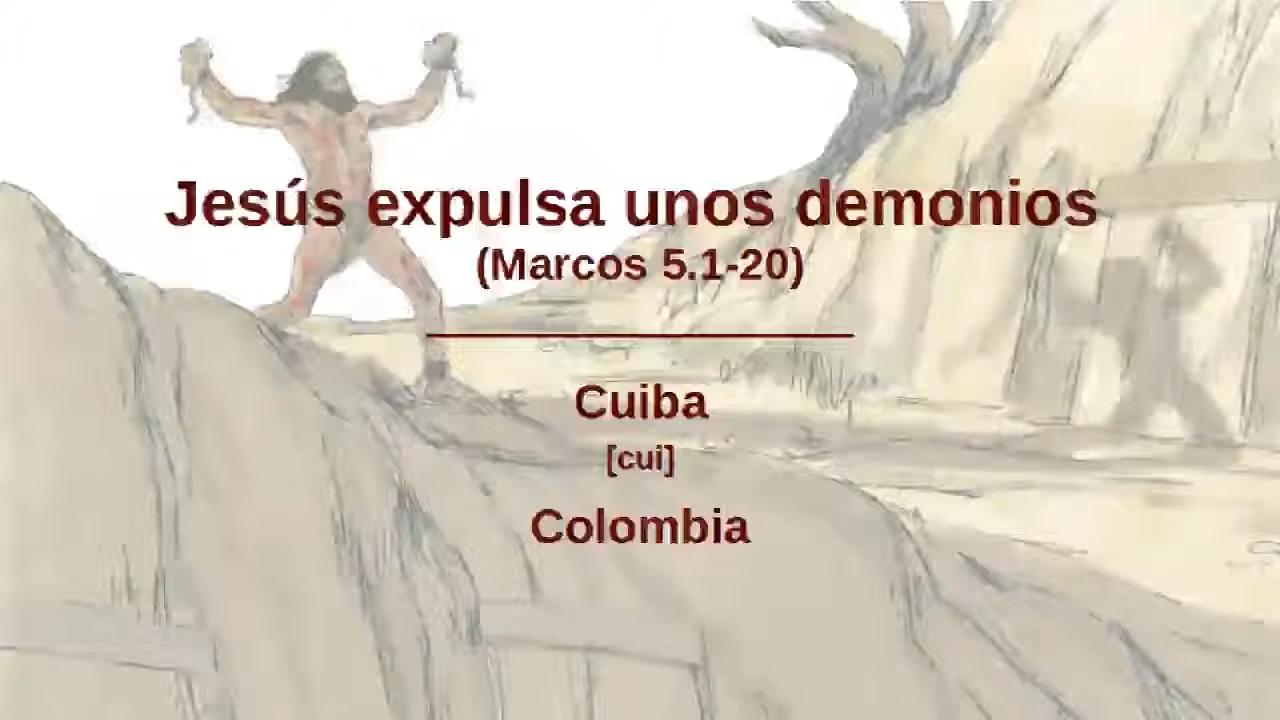 Jesús expulsa unos demonios
(Marcos 5.1-20)
Cuiba
[cui]
Colombia